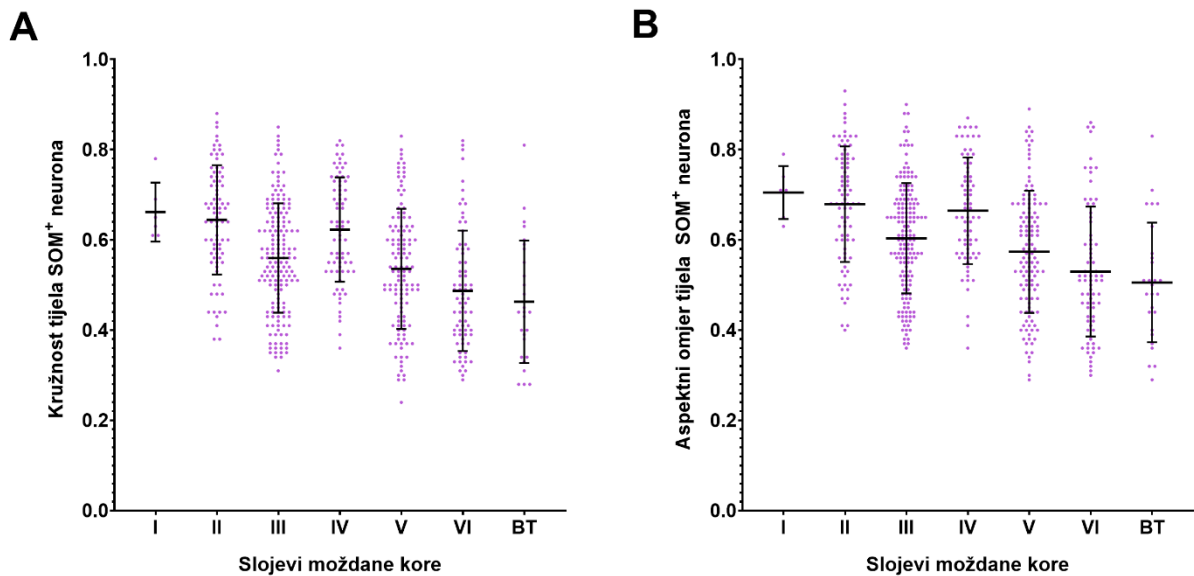 A
Kružnost tijela SOM+ neurona
1.0
0.8
0.6
0.4
0.2
0.0
I II III IV V VI BT
Slojevi moždane kore
B
Aspektni omjer tijela SOM+ neurona
1.0
0.8
0.6
0.4
0.2
0.0
I II III IV V VI BT
Slojevi moždane kore